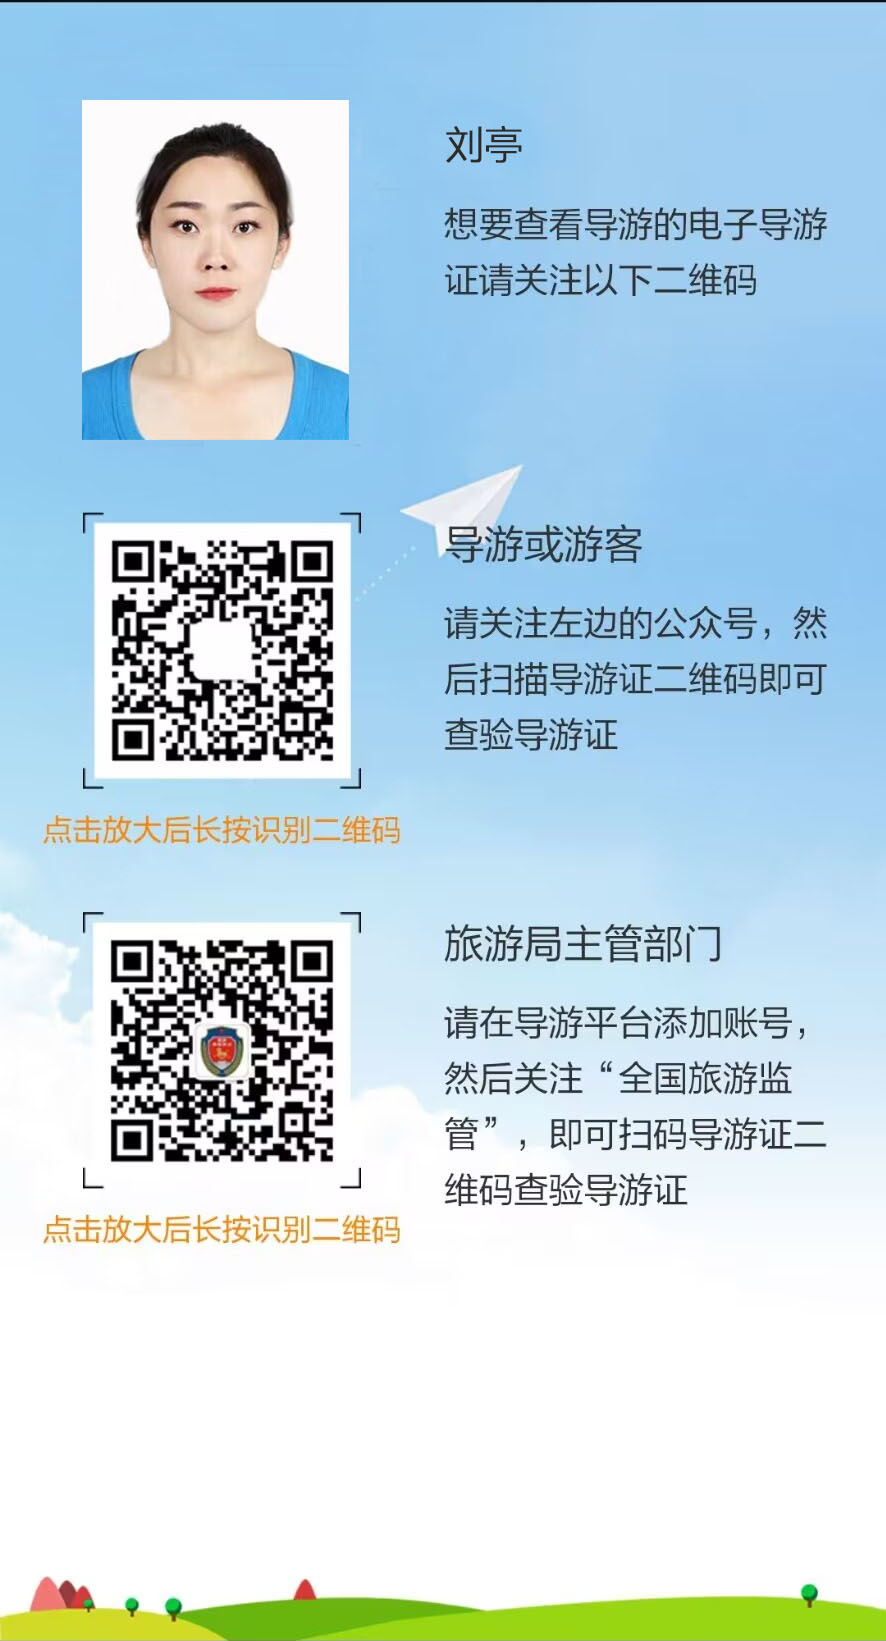 刘亭
想要查看导游的电子导游
证请关注以下二维码
导游或游客
请关注左边的公众号，然
后扫描导游证二维码即可
查验导游证
点击放大后长按识别二维码
旅游局主管部门
请在导游平台添加账号，
然后关注“全国旅游监
管”，即可扫码导游证二
维码查验导游证
点击放大后长按识别二维码